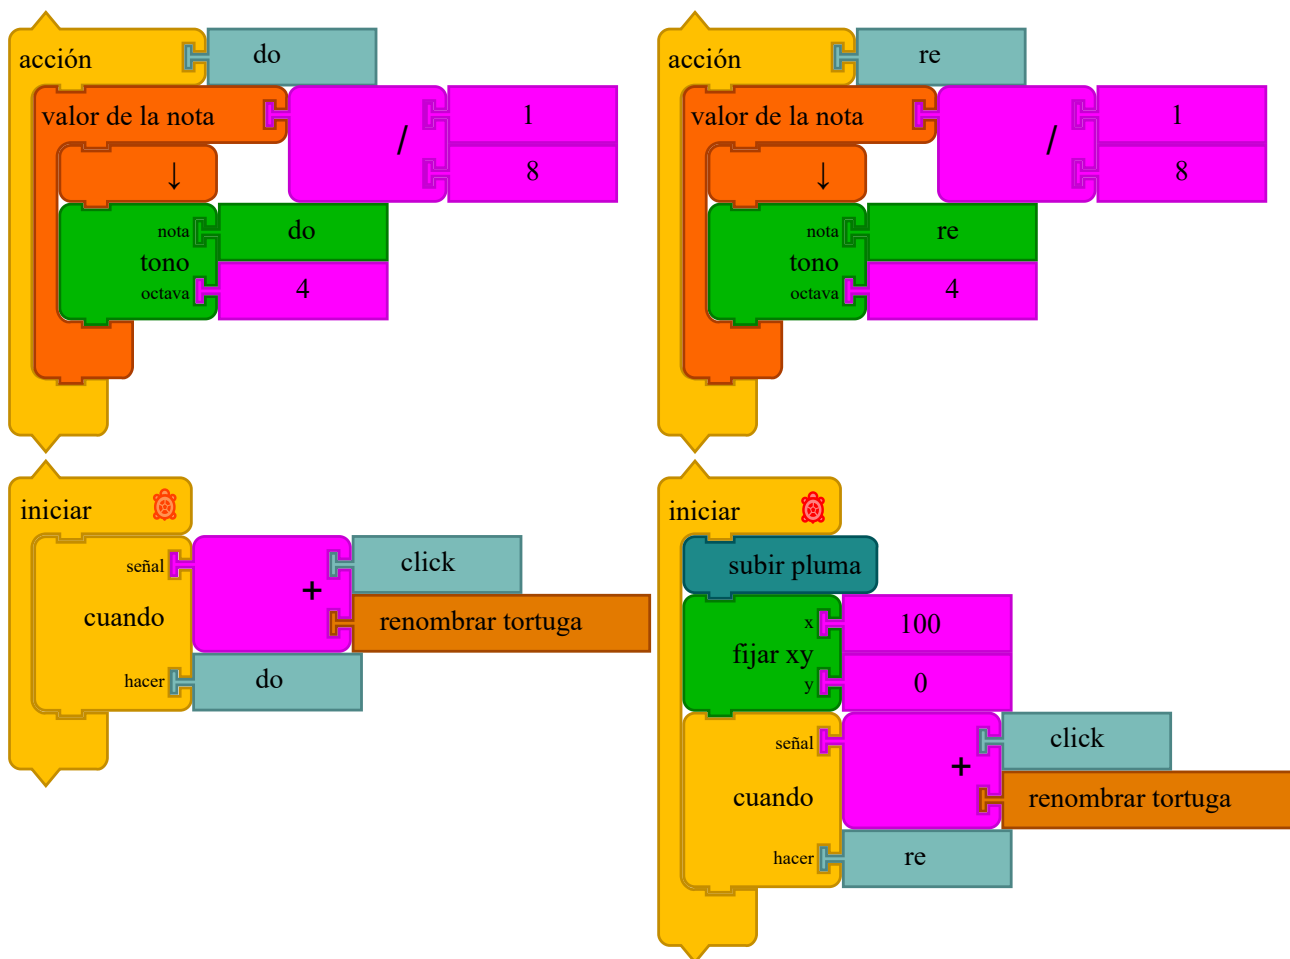 acción
do
valor de la nota
/
1
8
↓
nota
do
tono
octava
4
acción
re
valor de la nota
/
1
8
↓
nota
re
tono
octava
4
iniciar
señal
+
click
cuando
renombrar tortuga
hacer
do
iniciar
subir pluma
x
100
fijar xy
y
0
señal
+
click
cuando
renombrar tortuga
hacer
re